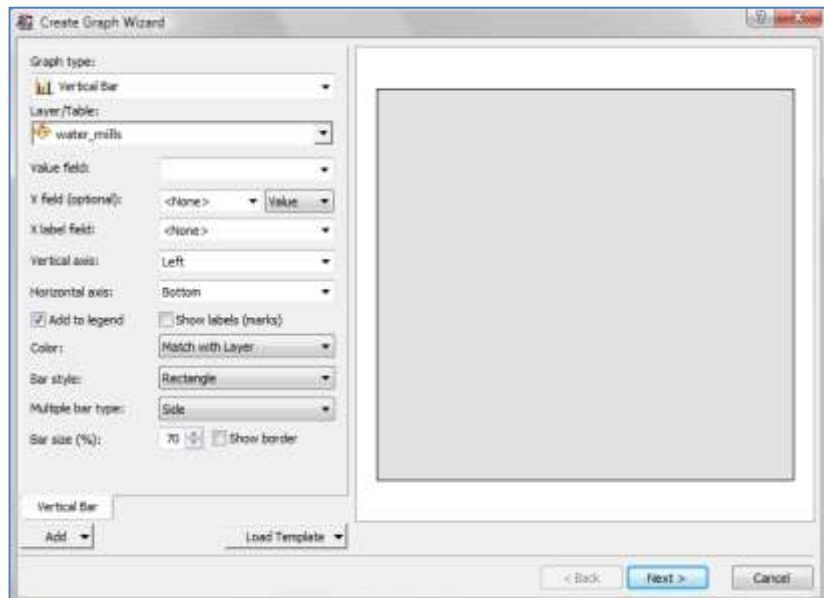 Create Graph Wizard
Graph type:
Vertical Bar
Layer/Table:
water_mills
Value field:
X field (optional): <None> Value
X label field: <None>
Vertical axis: Left
Horizontal axis: Bottom
Add to legend Show labels (marks)
Color: Match with Layer
Bar style: Rectangle
Multiple bar type: Side
Bar size (%): 70 Show border
Vertical Bar
Add Load Template
< Back Next > Cancel